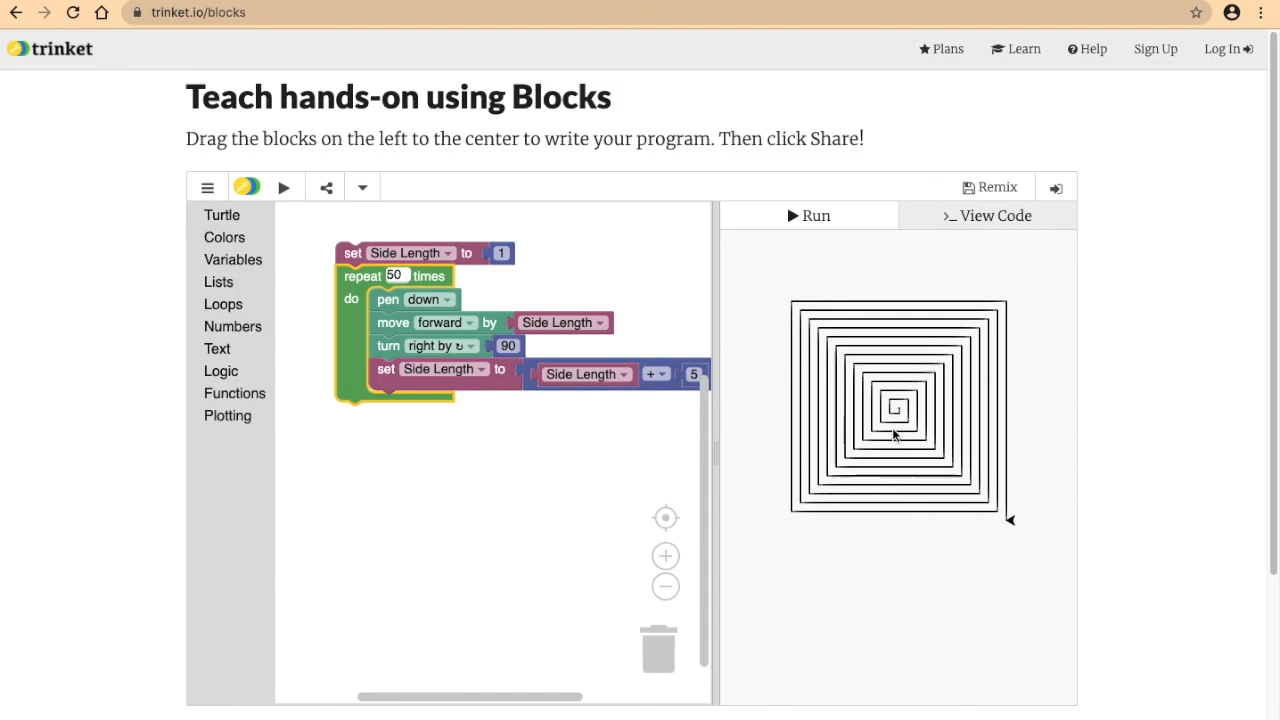 trinket.io/blocks
trinket
Plans Learn Help Sign Up Log In
Teach hands-on using Blocks
Drag the blocks on the left to the center to write your program. Then click Share!
Remix
Run >_ View Code
Turtle
Colors
Variables
Lists
Loops
Numbers
Text
Logic
Functions
Plotting
set Side Length to 1
repeat 50 times
do pen down
move forward by Side Length
turn right by ↻ 90
set Side Length to Side Length + 5